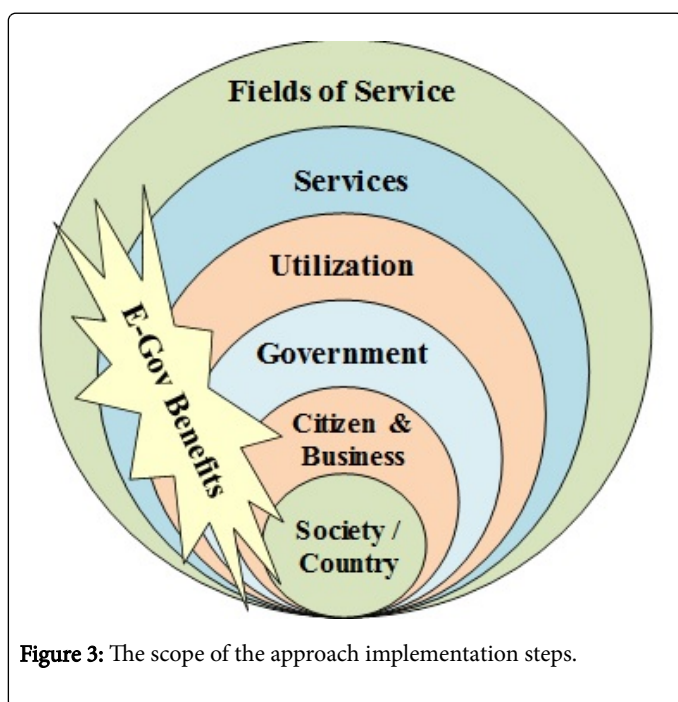 Fields of Service
Services
Utilization
Government
Citizen &
Business
Society /
Country
E-Gov Benefits
Figure 3: The scope of the approach implementation steps.